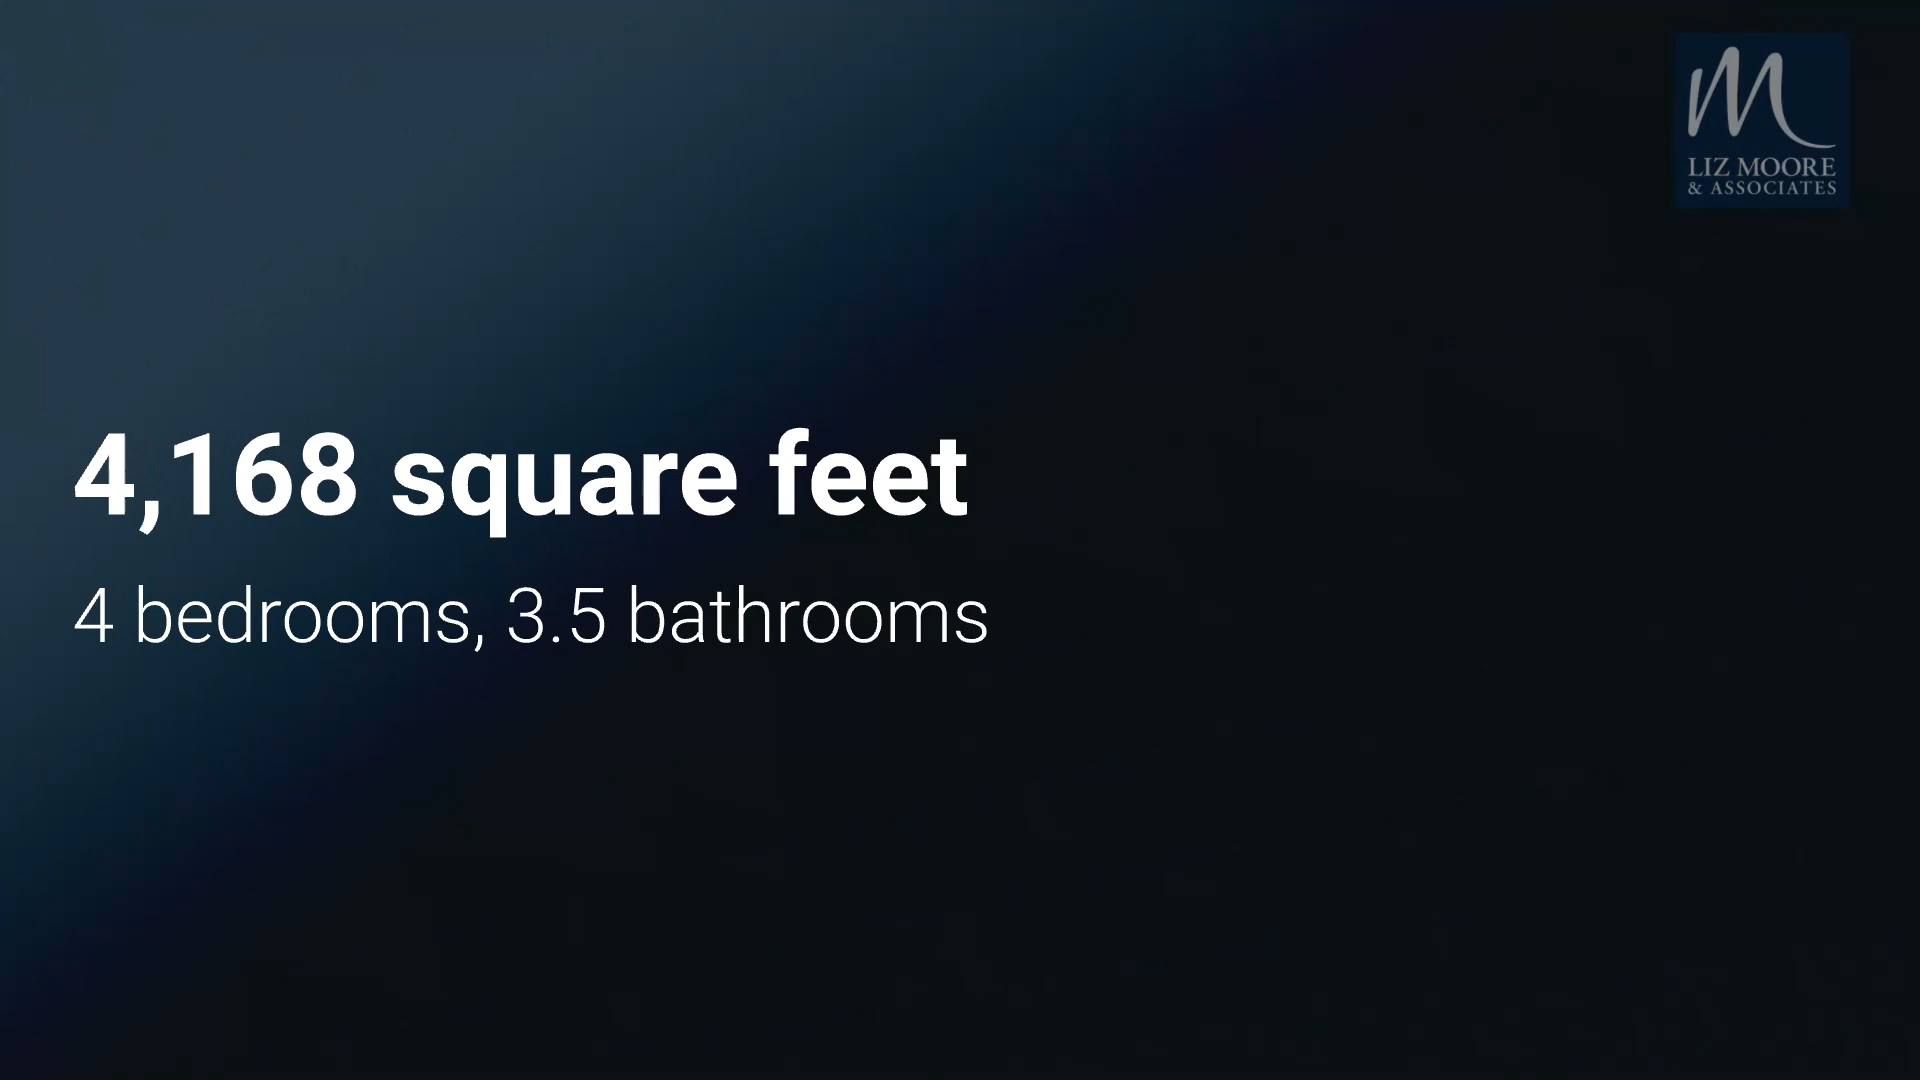 LIZ MOORE
& ASSOCIATES
4,168 square feet
4 bedrooms, 3.5 bathrooms